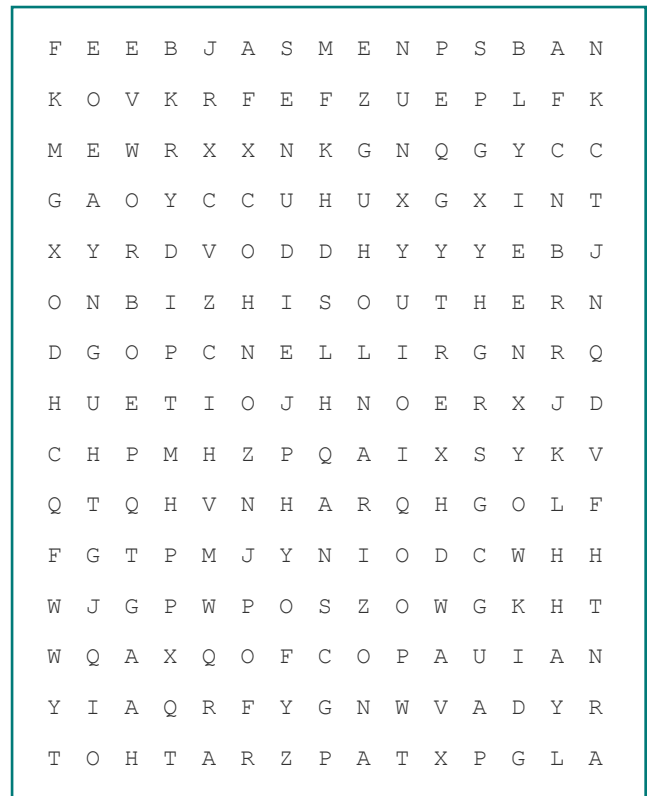 F E E B J A S M E N P S B A N
K O V K R F E F Z U E P L F K
M E W R X X N K G N Q G Y C C
G A O Y C C U H U X G X I N T
X Y R D V O D D H Y Y Y E B J
O N B I Z H I S O U T H E R N
D G O P C N E L L I R G N R Q
H U E T I O J H N O E R X J D
C H P M H Z P Q A I X S Y K V
Q T Q H V N H A R Q H G O L F
F G T P M J Y N I O D C W H H
W J G P W P O S Z O W G K H T
W Q A X Q O F C O P A U I A N
Y I A Q R F Y G N W V A D Y R
T O H T A R Z P A T X P G L A